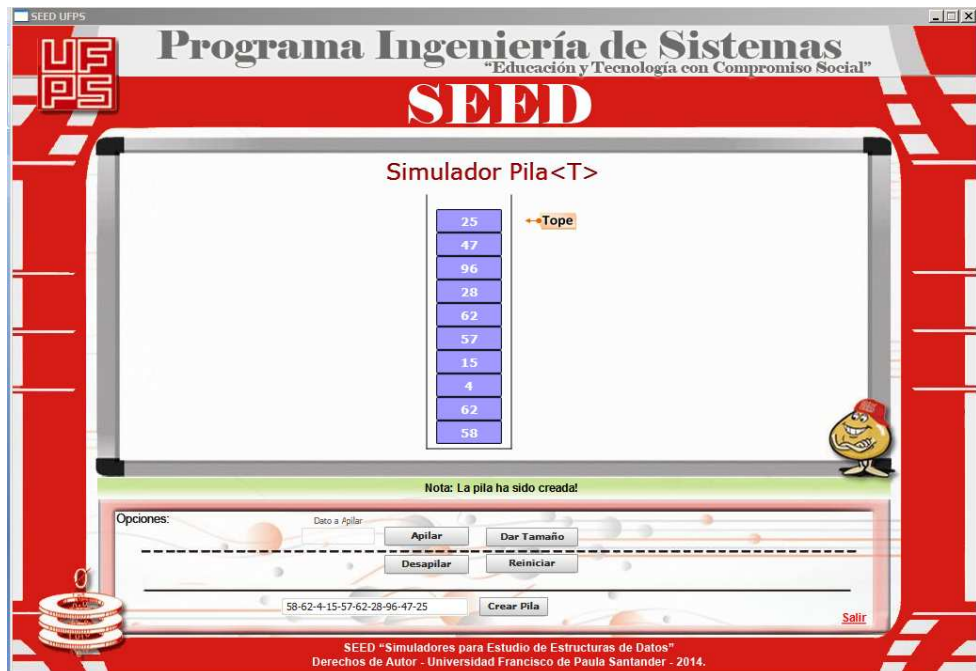 SEED UFPS
UFPS
Programa Ingeniería de Sistemas
“Educación y Tecnología con Compromiso Social”
SEED
Simulador Pila<T>
25
Tope
47
96
28
62
57
15
4
62
58
Nota: La pila ha sido creada!
Opciones:
Dato a Apilar
Apilar
Dar Tamaño
Desapilar
Reiniciar
58-62-4-15-57-62-28-96-47-25
Crear Pila
Salir
SEED “Simuladores para Estudio de Estructuras de Datos”
Derechos de Autor - Universidad Francisco de Paula Santander - 2014.